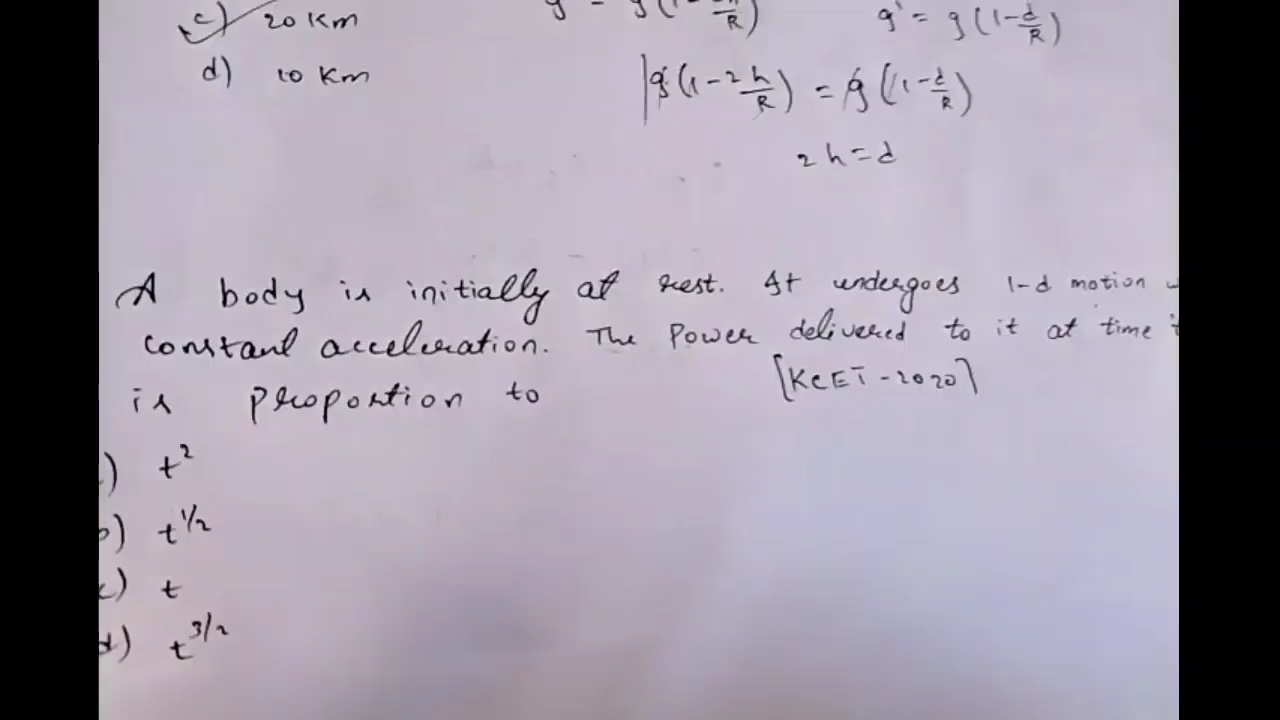 c) 20 Km
g' = g(1-d/R)
d) 10 Km
g(1-2h/R) = g(1-d/R)
2h=d
A body is initially at rest. It undergoes 1-d motion
constant acceleration. The Power delivered to it at time t
is proportion to [KCET-2020]
) t²
b) t^1/2
c) t
d) t^3/2